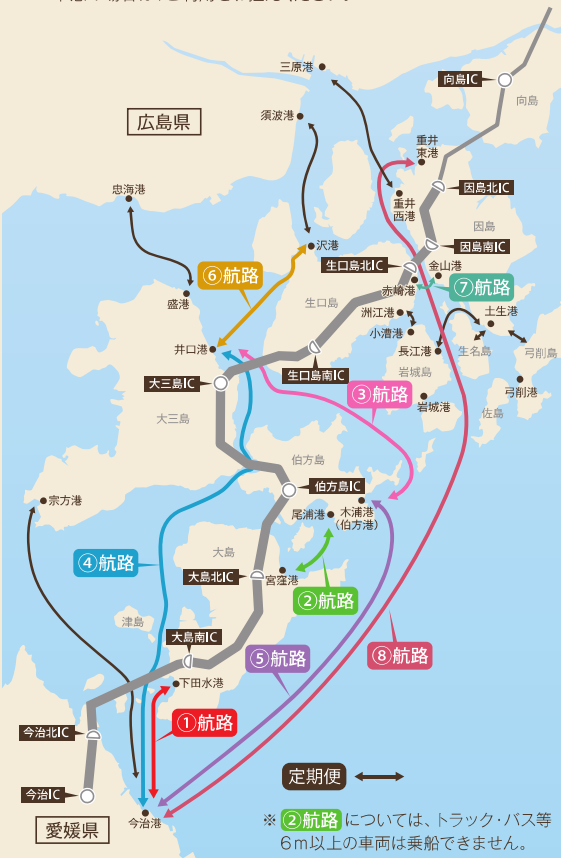 三原港
向島IC
向島
須波港
広島県
重井
東港
忠海港
因島北IC
重井
西港
因島
沢港
因島南IC
生口島北IC
金山港
⑥航路
⑦航路
赤崎港
盛港
生口島
洲江港
土生港
小漕港
井口港
長江港
生名島
弓削島
生口島南IC
岩城島
大三島IC
③航路
弓削港
岩城港
佐島
大三島
伯方島
伯方島IC
宗方港
尾浦港
木浦港
(伯方港)
大島
④航路
大島北IC
宮窪港
②航路
津島
大島南IC
⑤航路
⑧航路
下田水港
①航路
今治北IC
定期便
今治IC
今治港
愛媛県
※②航路については、トラック・バス等
6m以上の車両は乗船できません。